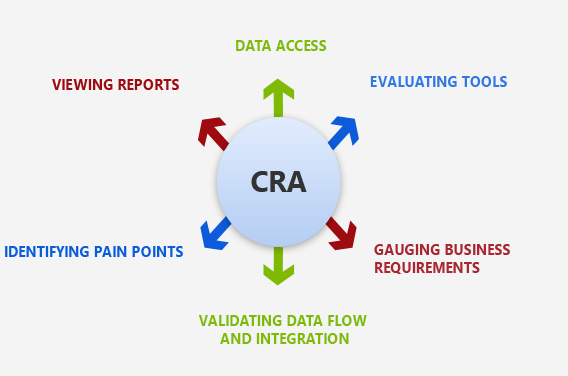 DATA ACCESS
VIEWING REPORTS
EVALUATING TOOLS
CRA
IDENTIFYING PAIN POINTS
GAUGING BUSINESS
REQUIREMENTS
VALIDATING DATA FLOW
AND INTEGRATION